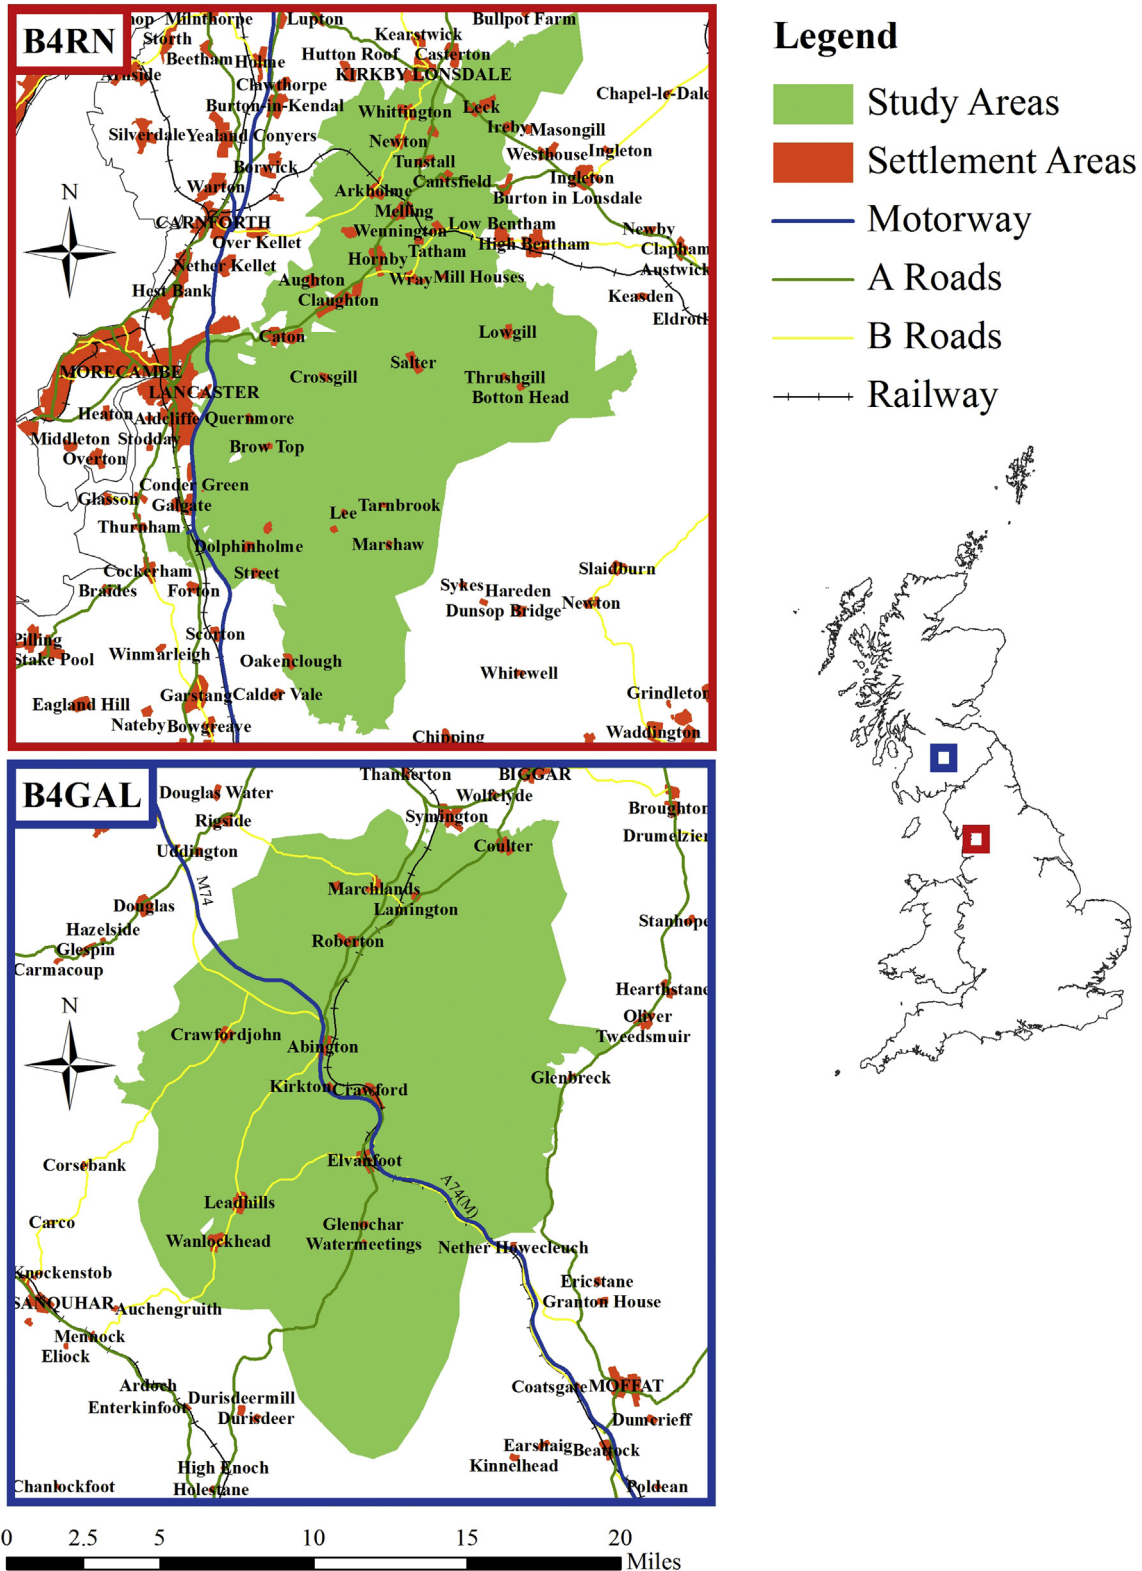 B4RN
Milnthorpe
Lupton
Bullpot Farm
Storth
Kearstwick
Beetham
Holme
Hutton Roof
Casterton
KIRKBY LONSDALE
Clawthorpe
Chapel-le-Dale
Burton-in-Kendal
Whittington
Leck
Silverdale
Yealand Conyers
Ireby
Masongill
Newton
Westhouse
Ingleton
Borwick
Tunstall
Warton
Arkholme
Cantsfield
Ingleton
Burton in Lonsdale
CARNFORTH
Melling
Low Bentham
Newby
Over Kellet
Wennington
High Bentham
Clapham
Tatham
Nether Kellet
Hornby
Austwick
Aughton
Wray
Mill Houses
Hest Bank
Claughton
Keasden
Eldroth
Caton
Lowgill
MORECAMBE
Salter
LANCASTER
Crossgill
Thrushgill
Botton Head
Heaton
Aldcliffe
Quernmore
Middleton
Stodday
Brow Top
Overton
Conder Green
Glasson
Galgate
Tarnbrook
Lee
Thurnham
Dolphinholme
Marshaw
Cockerham
Street
Slaidburn
Braides
Forton
Sykes
Hareden
Dunsop Bridge
Newton
Pilling
Scorton
Stake Pool
Winmarleigh
Oakenclough
Whitewell
Eagland Hill
Garstang
Calder Vale
Grindleton
Nateby
Bowgreave
Chipping
Waddington
N
B4GAL
Douglas Water
Thankerton
BIGGAR
Wolfclyde
Rigside
Symington
Broughton
Uddington
Coulter
Drumelzier
M74
Marchlands
Douglas
Lamington
Hazelside
Stanhope
Glespin
Roberton
Carmacoup
Hearthstane
N
Oliver
Crawfordjohn
Abington
Tweedsmuir
Kirkton
Crawford
Glenbreck
Corsebank
Elvanfoot
A74(M)
Leadhills
Carco
Glenochar
Wanlockhead
Watermeetings
Nether Howecleuch
Knockenstob
Ericstane
SANQUHAR
Auchengruith
Granton House
Mennock
Eliock
Ardoch
Coatsgate
MOFFAT
Enterkinfoot
Durisdeermill
Durisdeer
Dumcrieff
Earshaig
Beattock
High Enoch
Kinnelhead
Chanlockfoot
Holestane
Poldean
0 2.5 5 10 15 20
Miles
Legend
Study Areas
Settlement Areas
Motorway
A Roads
B Roads
Railway